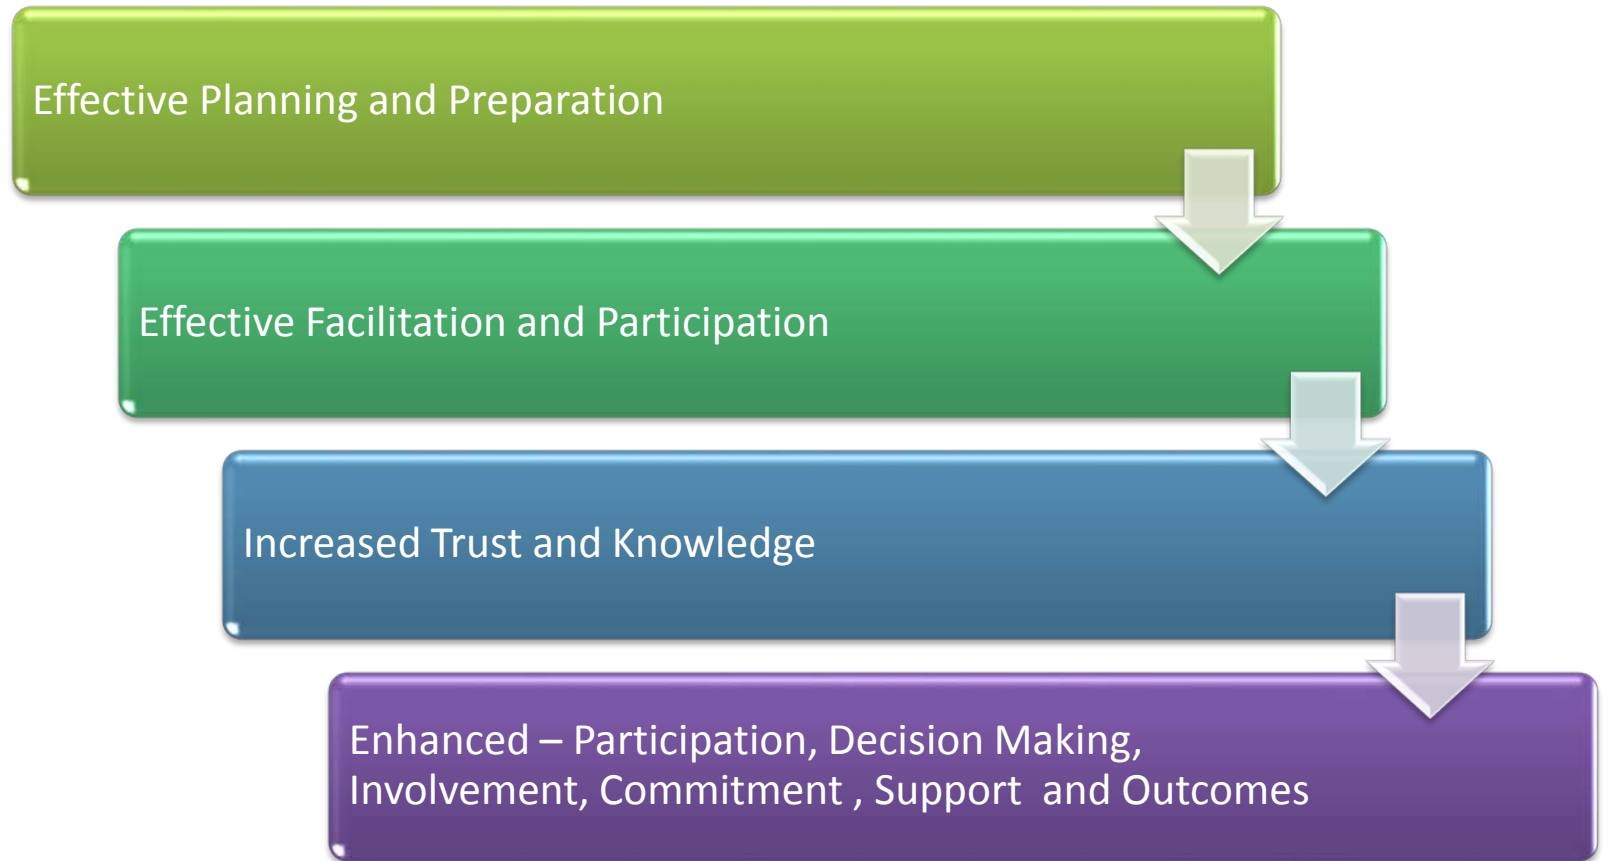 Effective Planning and Preparation
Effective Facilitation and Participation
Increased Trust and Knowledge
Enhanced – Participation, Decision Making,
Involvement, Commitment , Support  and Outcomes